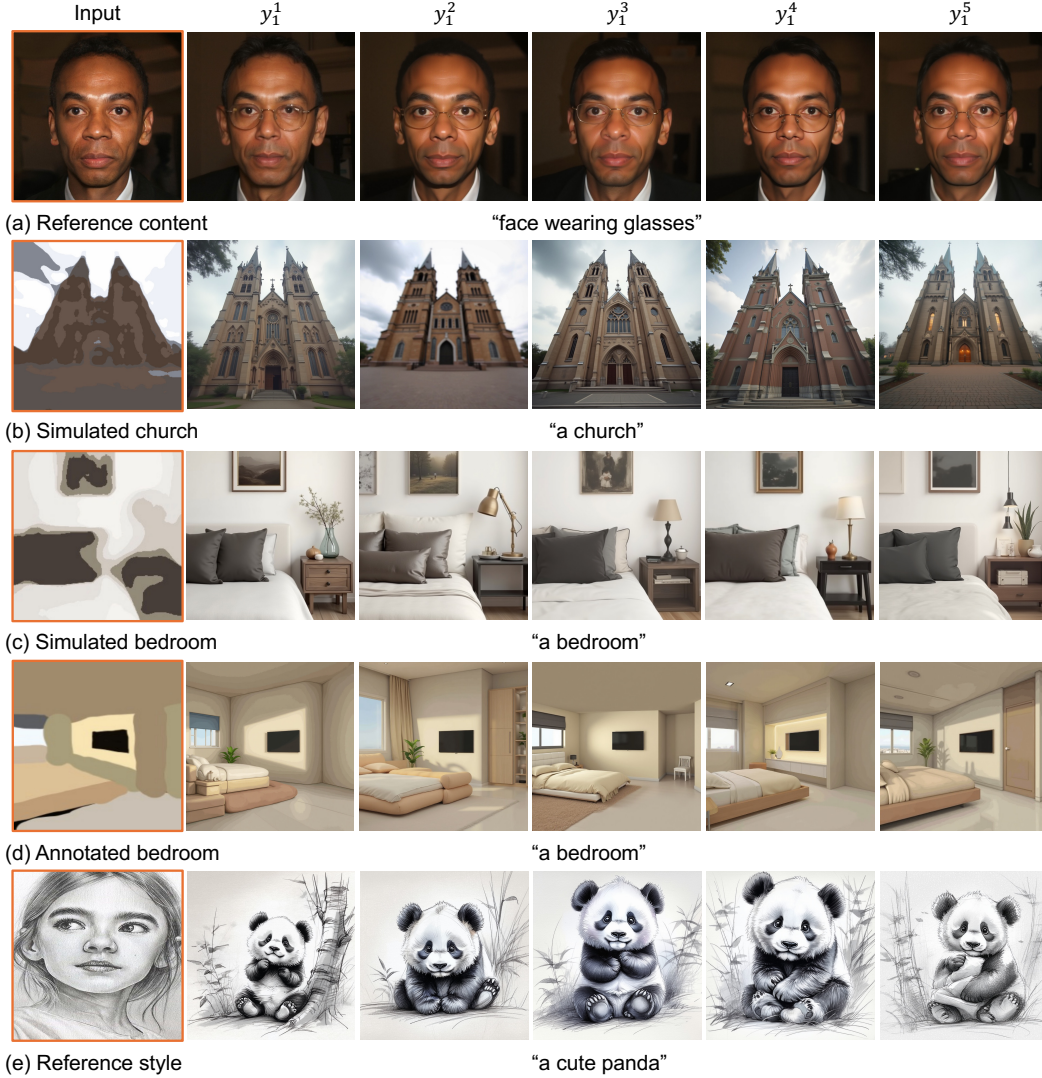 Input y₁¹ y₁² y₁³ y₁⁴ y₁⁵
(a) Reference content “face wearing glasses”
(b) Simulated church “a church”
(c) Simulated bedroom “a bedroom”
(d) Annotated bedroom “a bedroom”
(e) Reference style “a cute panda”